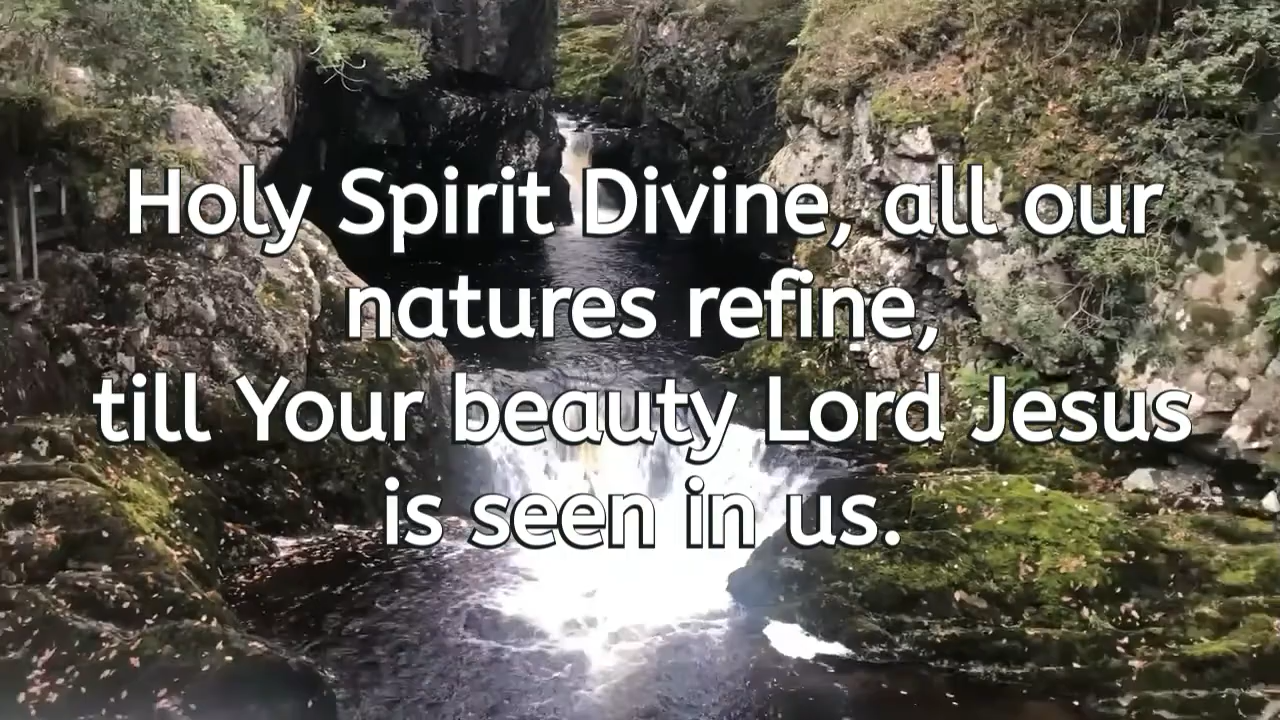 Holy Spirit Divine, all our
natures refine,
till Your beauty Lord Jesus
is seen in us.